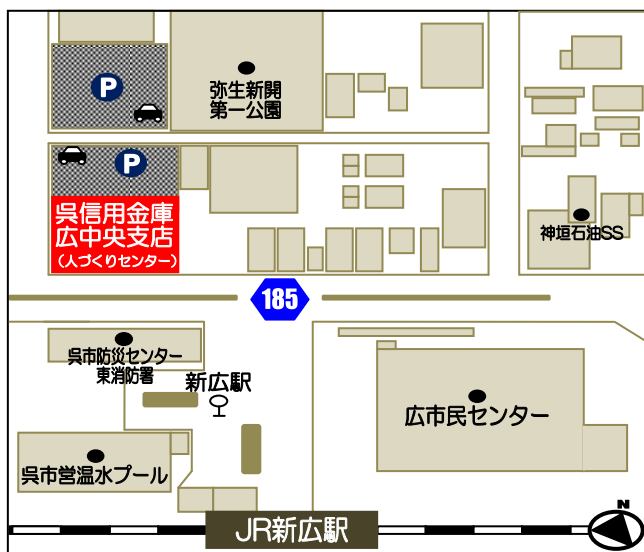 P
弥生新開
第一公園
P
呉信用金庫
広中央支店
(人づくりセンター)
神垣石油SS
185
呉市防災センター
東消防署
新広駅
広市民センター
呉市営温水プール
JR新広駅
N